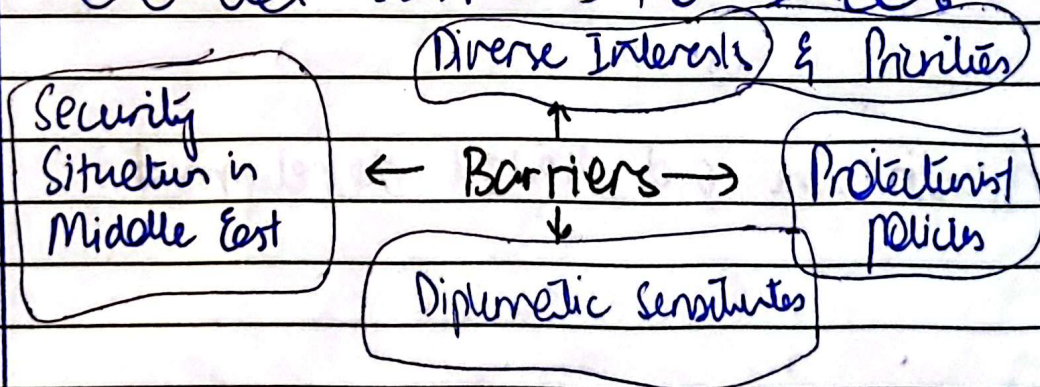 Diverse Interests & Priorities
Security
Situation in
Middle East
← Barriers →
Protectionist
policies
Diplomatic sensitivities